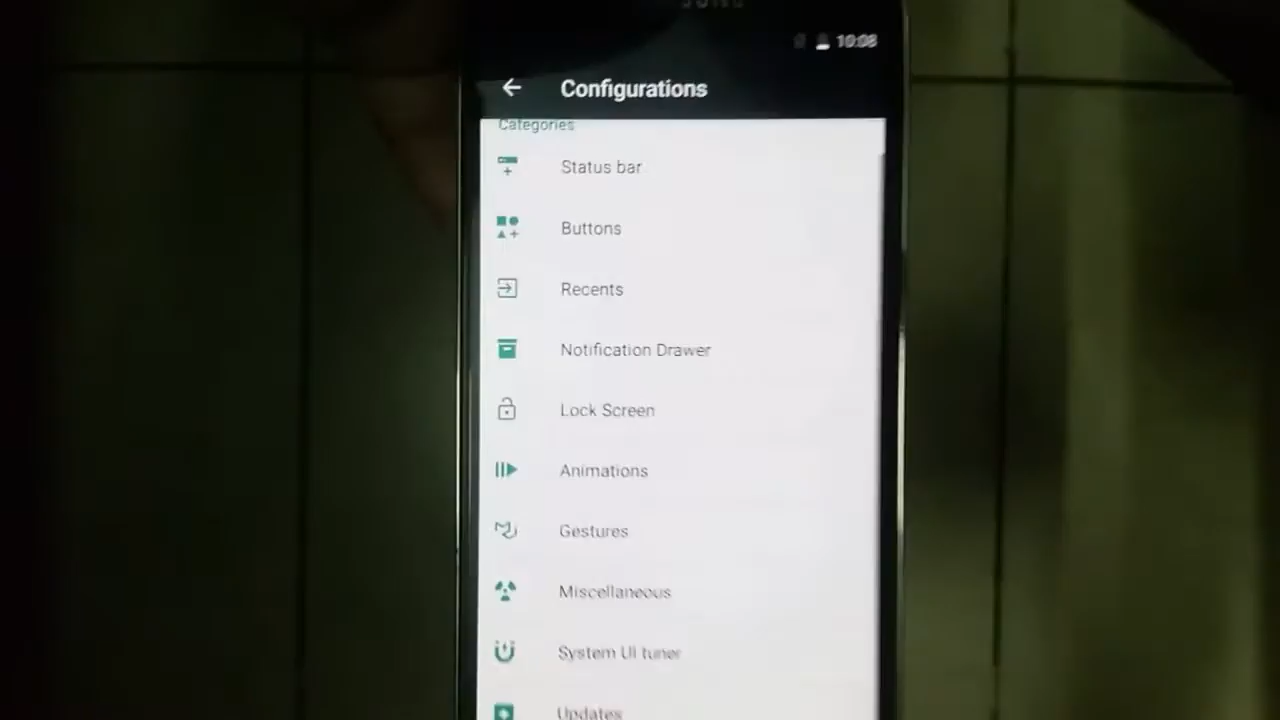 10:08
Configurations
Categories
Status bar
Buttons
Recents
Notification Drawer
Lock Screen
Animations
Gestures
Miscellaneous
System UI tuner
Updates